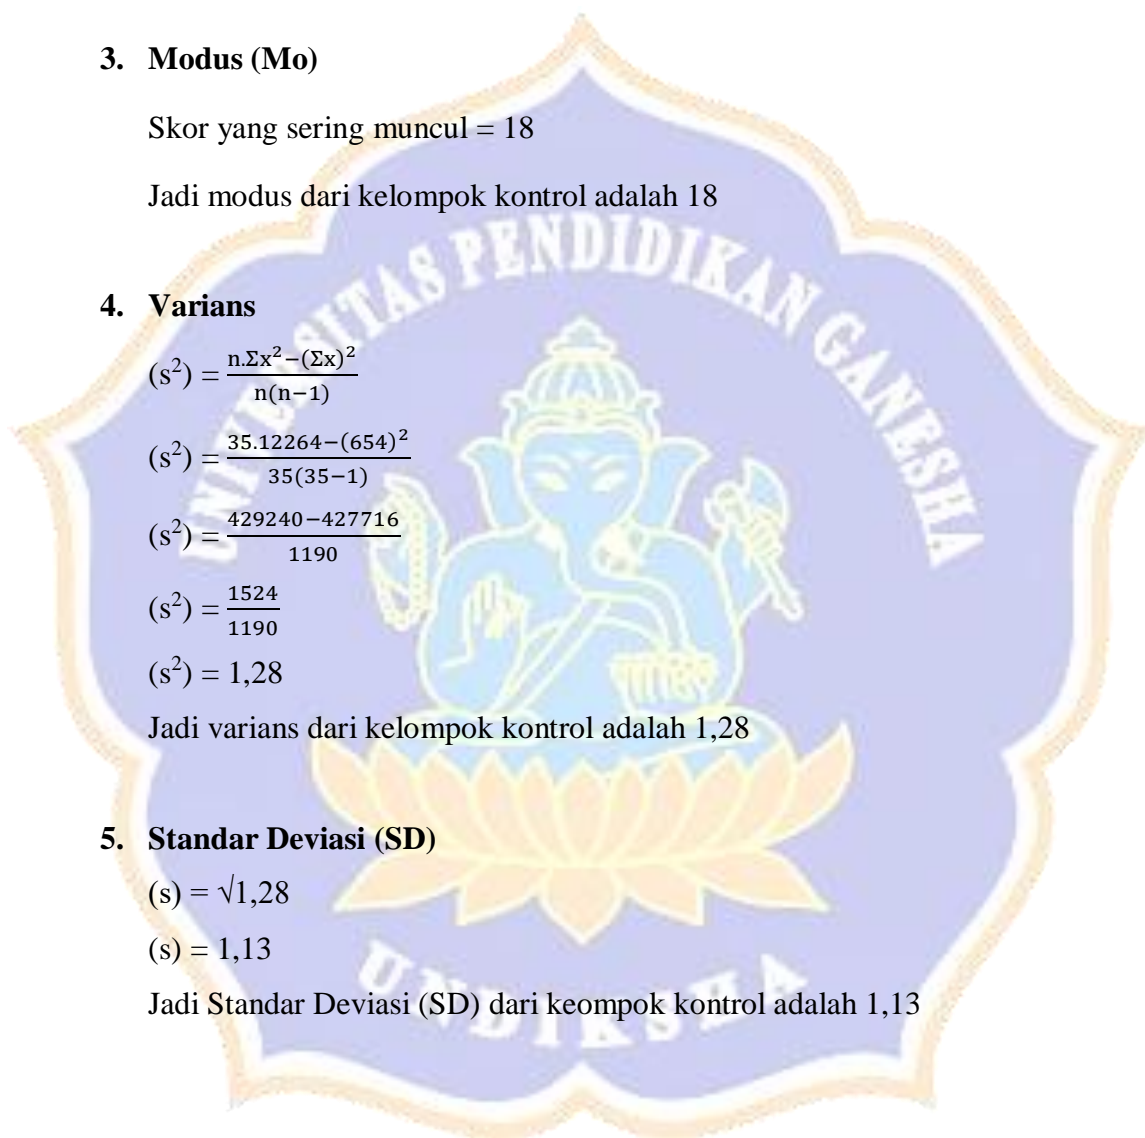 3. Modus (Mo)
Skor yang sering muncul = 18
Jadi modus dari kelompok kontrol adalah 18
UNIVERSITAS PENDIDIKAN GANESHA
4. Varians
(s²) = n.Σx²−(Σx)² / n(n−1)
(s²) = 35.12264−(654)² / 35(35−1)
(s²) = 429240−427716 / 1190
(s²) = 1524 / 1190
(s²) = 1,28
Jadi varians dari kelompok kontrol adalah 1,28
5. Standar Deviasi (SD)
(s) = √1,28
(s) = 1,13
Jadi Standar Deviasi (SD) dari keompok kontrol adalah 1,13
UNDIKSHA